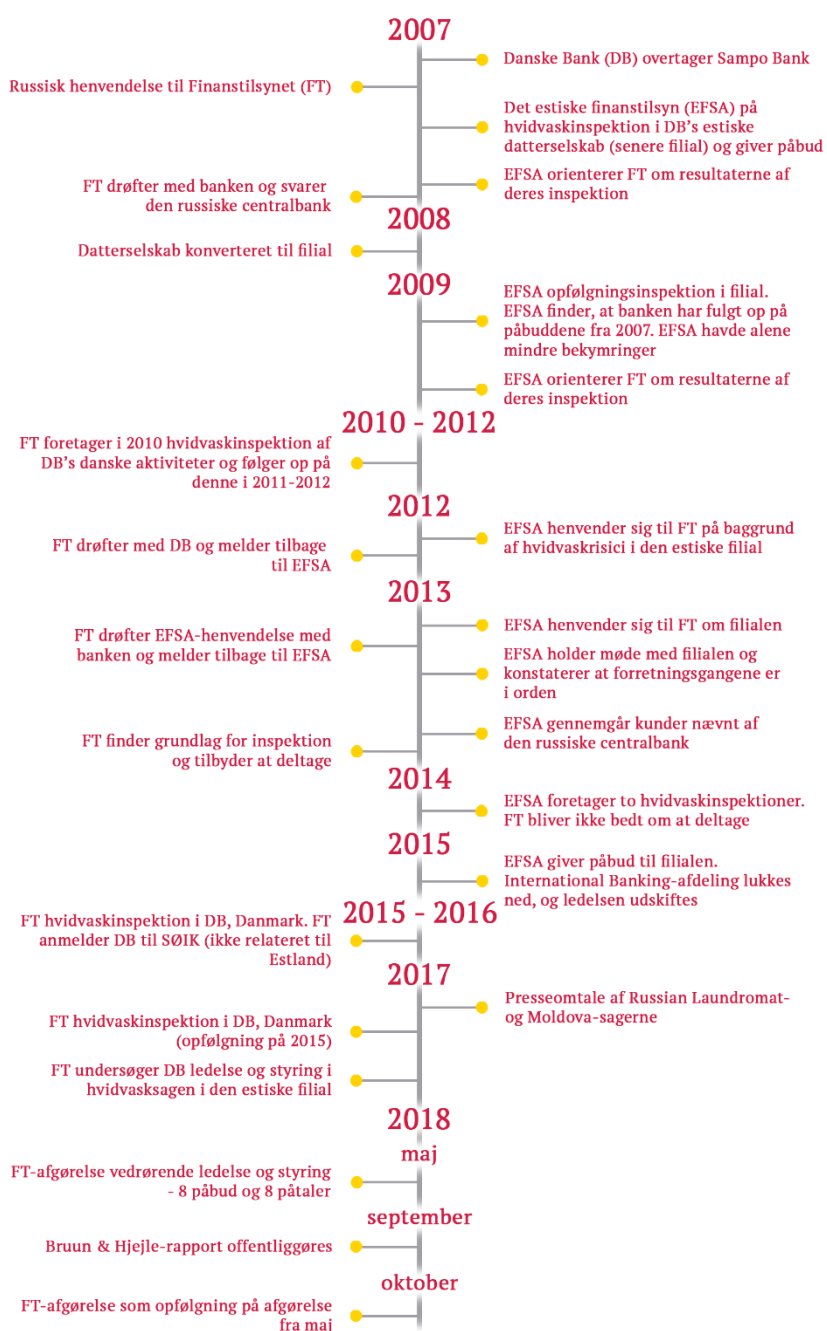 2007
Danske Bank (DB) overtager Sampo Bank
Russisk henvendelse til Finanstilsynet (FT)
Det estiske finanstilsyn (EFSA) på
hvidvaskinspektion i DB's estiske
datterselskab (senere filial) og giver påbud
EFSA orienterer FT om resultaterne af
deres inspektion
FT drøfter med banken og svarer
den russiske centralbank
2008
Datterselskab konverteret til filial
2009
EFSA opfølgningsinspektion i filial.
EFSA finder, at banken har fulgt op på
påbuddene fra 2007. EFSA havde alene
mindre bekymringer
EFSA orienterer FT om resultaterne af
deres inspektion
2010 - 2012
FT foretager i 2010 hvidvaskinspektion af
DB's danske aktiviteter og følger op på
denne i 2011-2012
2012
EFSA henvender sig til FT på baggrund
af hvidvaskrisici i den estiske filial
FT drøfter med DB og melder tilbage
til EFSA
2013
EFSA henvender sig til FT om filialen
FT drøfter EFSA-henvendelse med
banken og melder tilbage til EFSA
EFSA holder møde med filialen og
konstaterer at forretningsgangene er
i orden
EFSA gennemgår kunder nævnt af
den russiske centralbank
FT finder grundlag for inspektion
og tilbyder at deltage
2014
EFSA foretager to hvidvaskinspektioner.
FT bliver ikke bedt om at deltage
2015
EFSA giver påbud til filialen.
International Banking-afdeling lukkes
ned, og ledelsen udskiftes
2015 - 2016
FT hvidvaskinspektion i DB, Danmark. FT
anmelder DB til SØIK (ikke relateret til
Estland)
2017
Presseomtale af Russian Laundromat-
og Moldova-sagerne
FT hvidvaskinspektion i DB, Danmark
(opfølgning på 2015)
FT undersøger DB ledelse og styring i
hvidvasksagen i den estiske filial
2018
maj
FT-afgørelse vedrørende ledelse og styring
- 8 påbud og 8 påtaler
september
Bruun & Hjejle-rapport offentliggøres
oktober
FT-afgørelse som opfølgning på afgørelse
fra maj